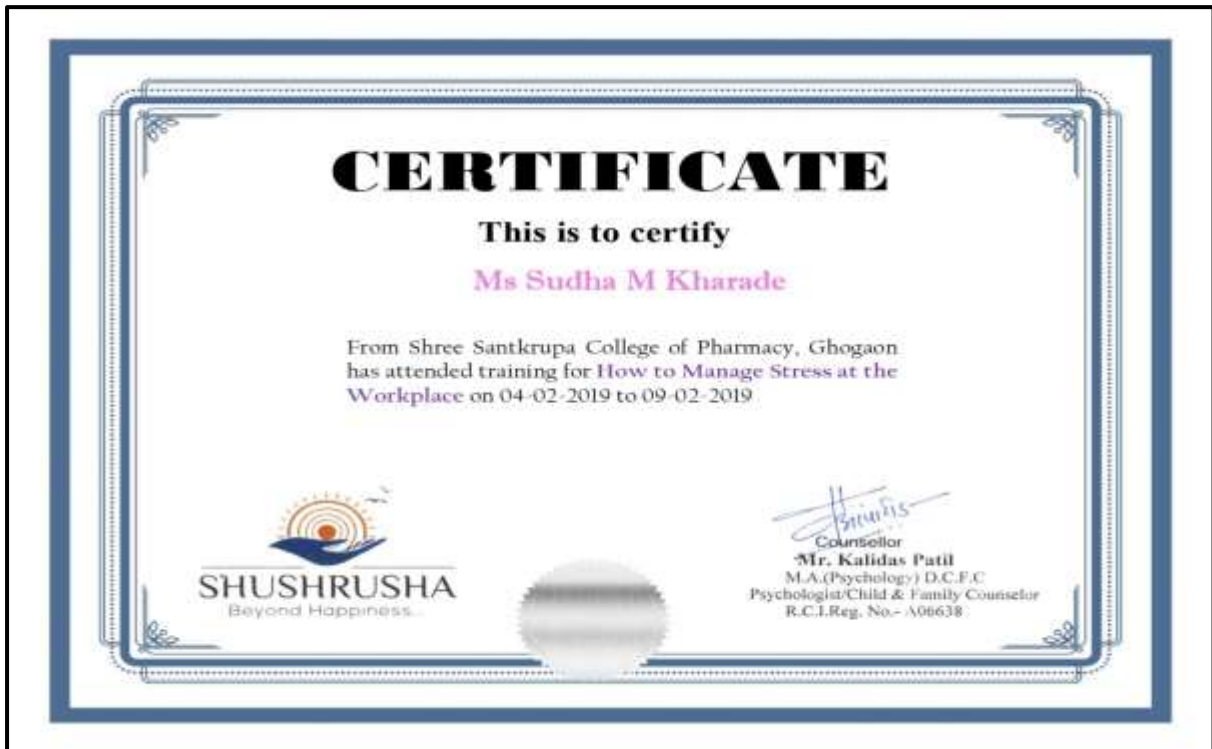 CERTIFICATE
This is to certify
Ms Sudha M Kharade
From Shree Santkrupa College of Pharmacy, Ghogaon
has attended training for How to Manage Stress at the
Workplace on 04-02-2019 to 09-02-2019
SHUSHRUSHA
Beyond Happiness...
Counsellor
Mr. Kalidas Patil
M.A.(Psychology) D.C.F.C
Psychologist/Child & Family Counselor
R.C.I.Reg. No.- A06638